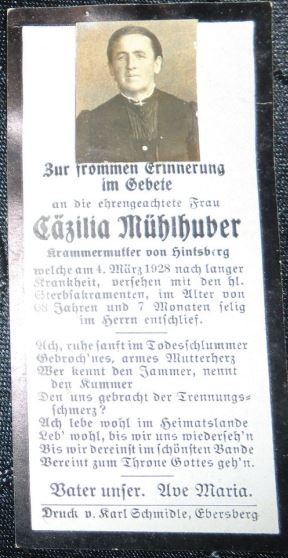 Zur frommen Erinnerung
im Gebete
an die ehrengeachtete Frau
Cäzilia Mühlhuber
Krammermutter von Hintsberg
welche am 4. März 1928 nach langer
Krankheit, versehen mit den hl.
Sterbsakramenten, im Alter von
68 Jahren und 7 Monaten selig
im Herrn entschlief.
Ach, ruhe sanft im Todesschlummer
Gebroch'nes, armes Mutterherz
Wer kennt den Jammer, nennt
den Kummer
Den uns gebracht der Trennungs-
schmerz?
Ach lebe wohl im Heimatslande
Leb' wohl, bis wir uns wiederseh'n
Bis wir dereinst im schönsten Bande
Vereint zum Throne Gottes geh'n.
Vater unser. Ave Maria.
Druck v. Karl Schmidle, Ebersberg